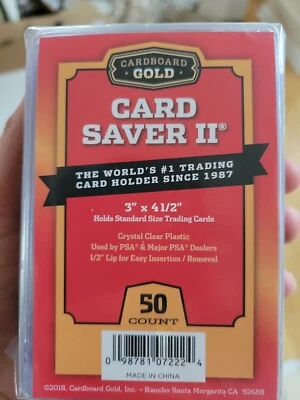 CARDBOARD
GOLD
CARD
SAVER II®
THE WORLD'S #1 TRADING
CARD HOLDER SINCE 1987
3" x 4 1/2"
Holds Standard Size Trading Cards
Crystal Clear Plastic
Used by PSA® & Major PSA® Dealers
1/2" Lip for Easy Insertion / Removal
50
COUNT
0 98781 07222 4
MADE IN CHINA
©2018, Cardboard Gold, Inc. - Rancho Santa Margarita CA 92688